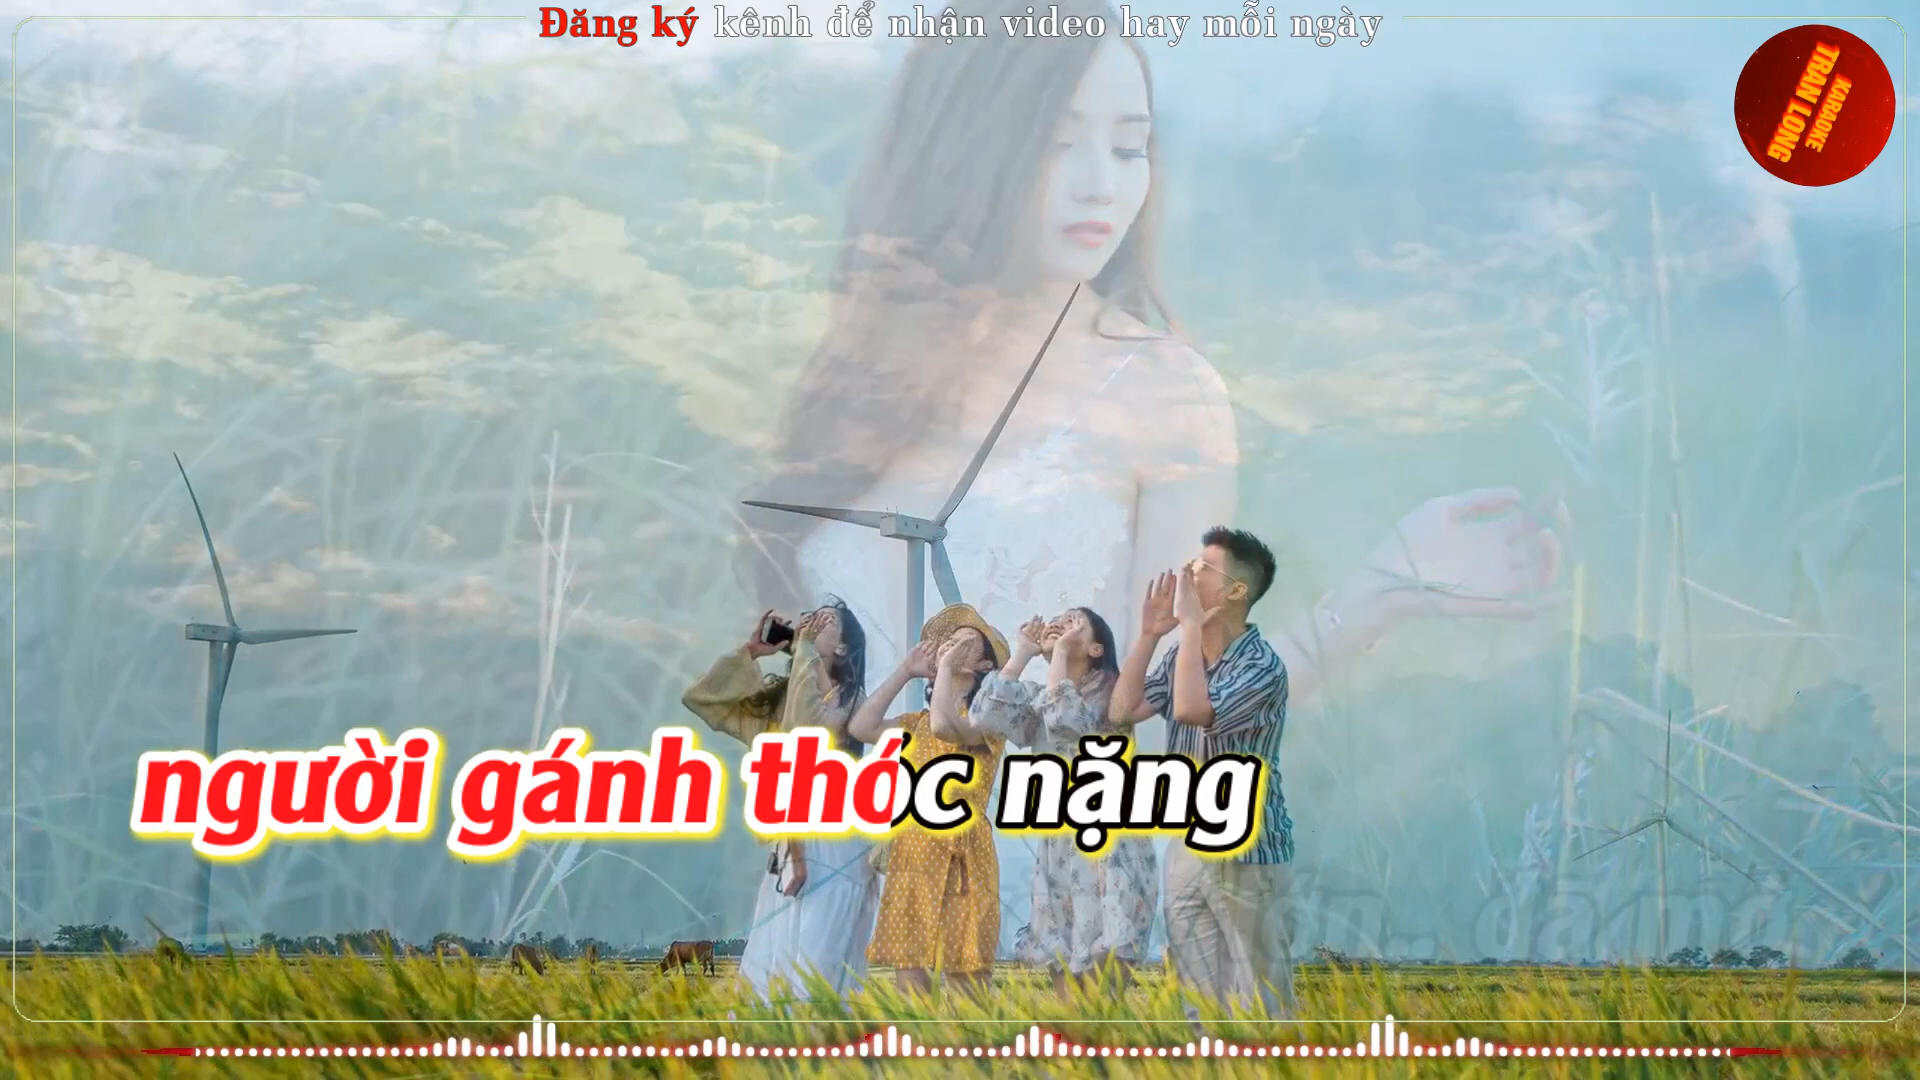 Đăng ký kênh để nhận video hay mỗi ngày
KARAOKE
TRAN LONG
người gánh thóc nặng